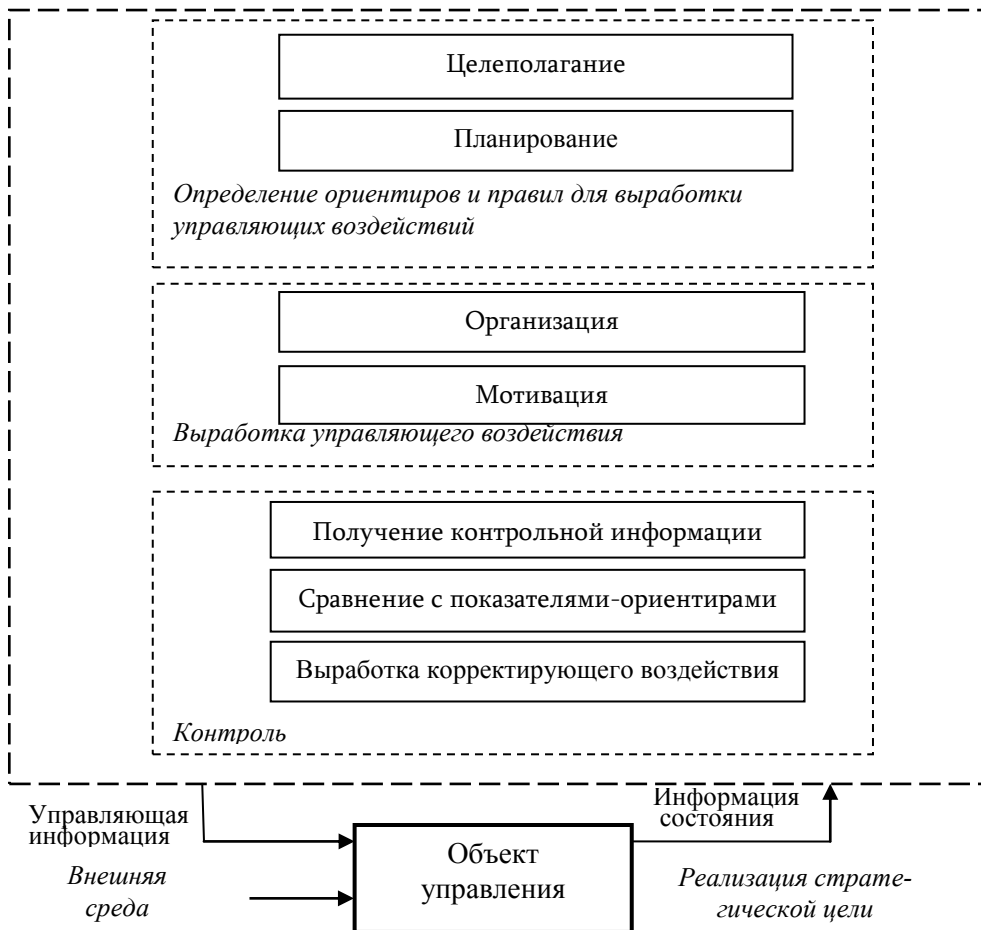 Целеполагание
Планирование
Определение ориентиров и правил для выработки
управляющих воздействий
Организация
Мотивация
Выработка управляющего воздействия
Получение контрольной информации
Сравнение с показателями-ориентирами
Выработка корректирующего воздействия
Контроль
Управляющая
информация
Информация
состояния
Объект
управления
Внешняя
среда
Реализация страте-
гической цели